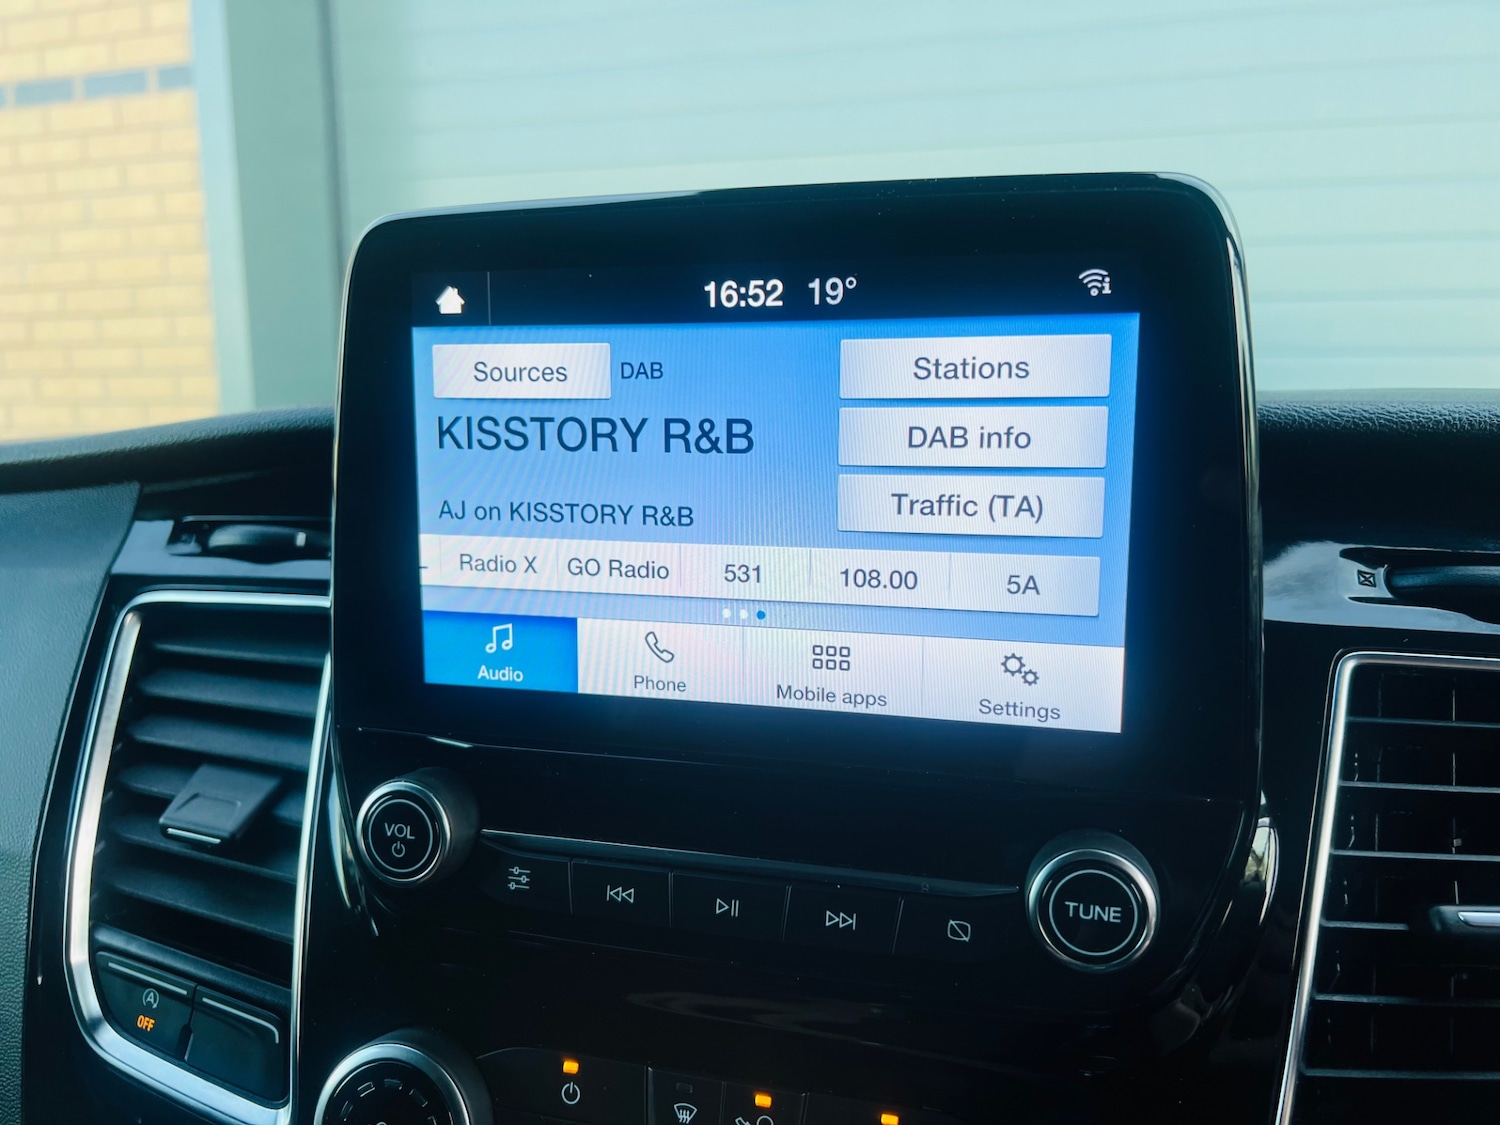 16:52 19°
Sources DAB
Stations
KISSTORY R&B
DAB info
AJ on KISSTORY R&B
Traffic (TA)
Radio X GO Radio 531 108.00 5A
Audio Phone Mobile apps Settings
VOL
TUNE
A
OFF